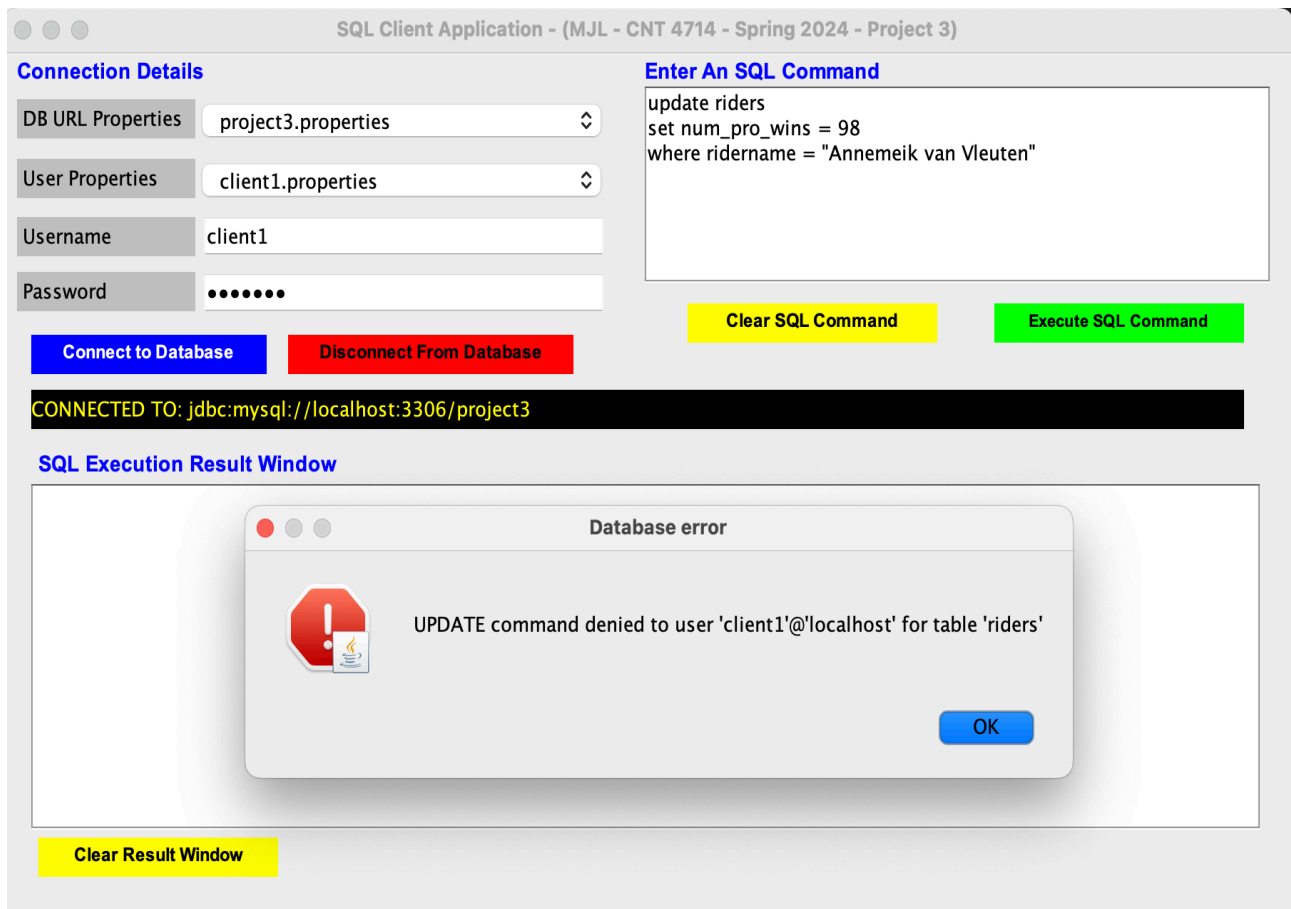 SQL Client Application - (MJL - CNT 4714 - Spring 2024 - Project 3)
Connection Details
DB URL Properties
project3.properties
User Properties
client1.properties
Username
client1
Password
•••••••
Connect to Database
Disconnect From Database
Enter An SQL Command
update riders
set num_pro_wins = 98
where ridername = "Annemeik van Vleuten"
Clear SQL Command
Execute SQL Command
CONNECTED TO: jdbc:mysql://localhost:3306/project3
SQL Execution Result Window
Database error
UPDATE command denied to user 'client1'@'localhost' for table 'riders'
OK
Clear Result Window